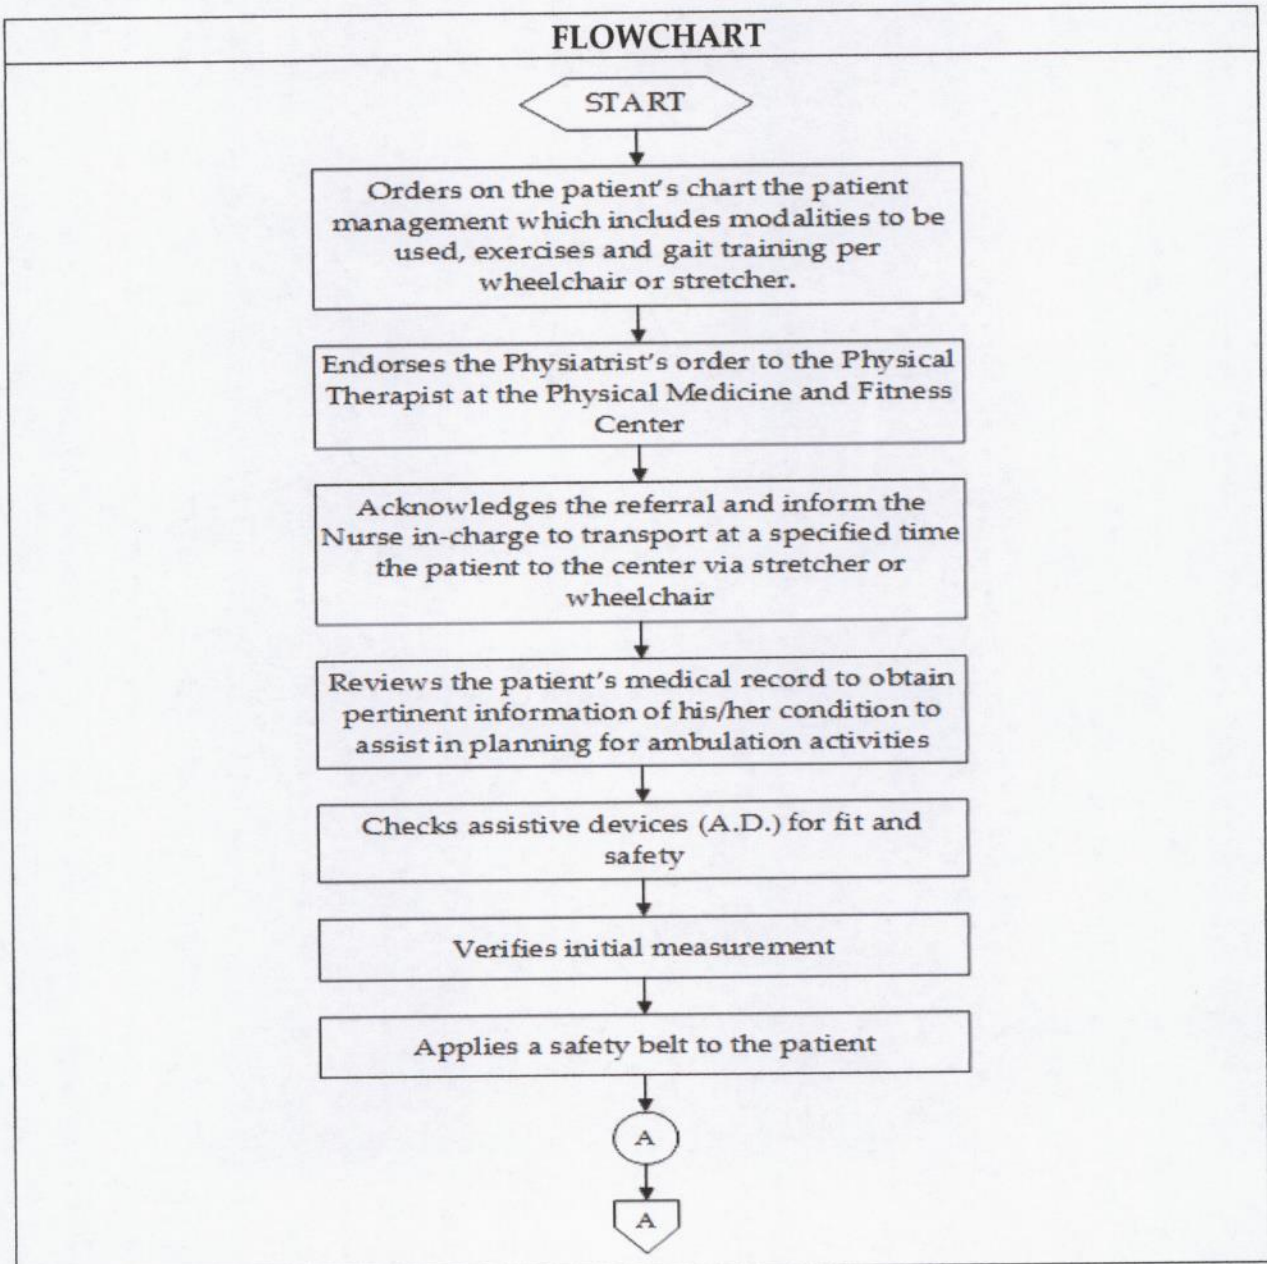 FLOWCHART
START
Orders on the patient's chart the patient
management which includes modalities to be
used, exercises and gait training per
wheelchair or stretcher.
Endorses the Physiatrist's order to the Physical
Therapist at the Physical Medicine and Fitness
Center
Acknowledges the referral and inform the
Nurse in-charge to transport at a specified time
the patient to the center via stretcher or
wheelchair
Reviews the patient's medical record to obtain
pertinent information of his/her condition to
assist in planning for ambulation activities
Checks assistive devices (A.D.) for fit and
safety
Verifies initial measurement
Applies a safety belt to the patient
A
A